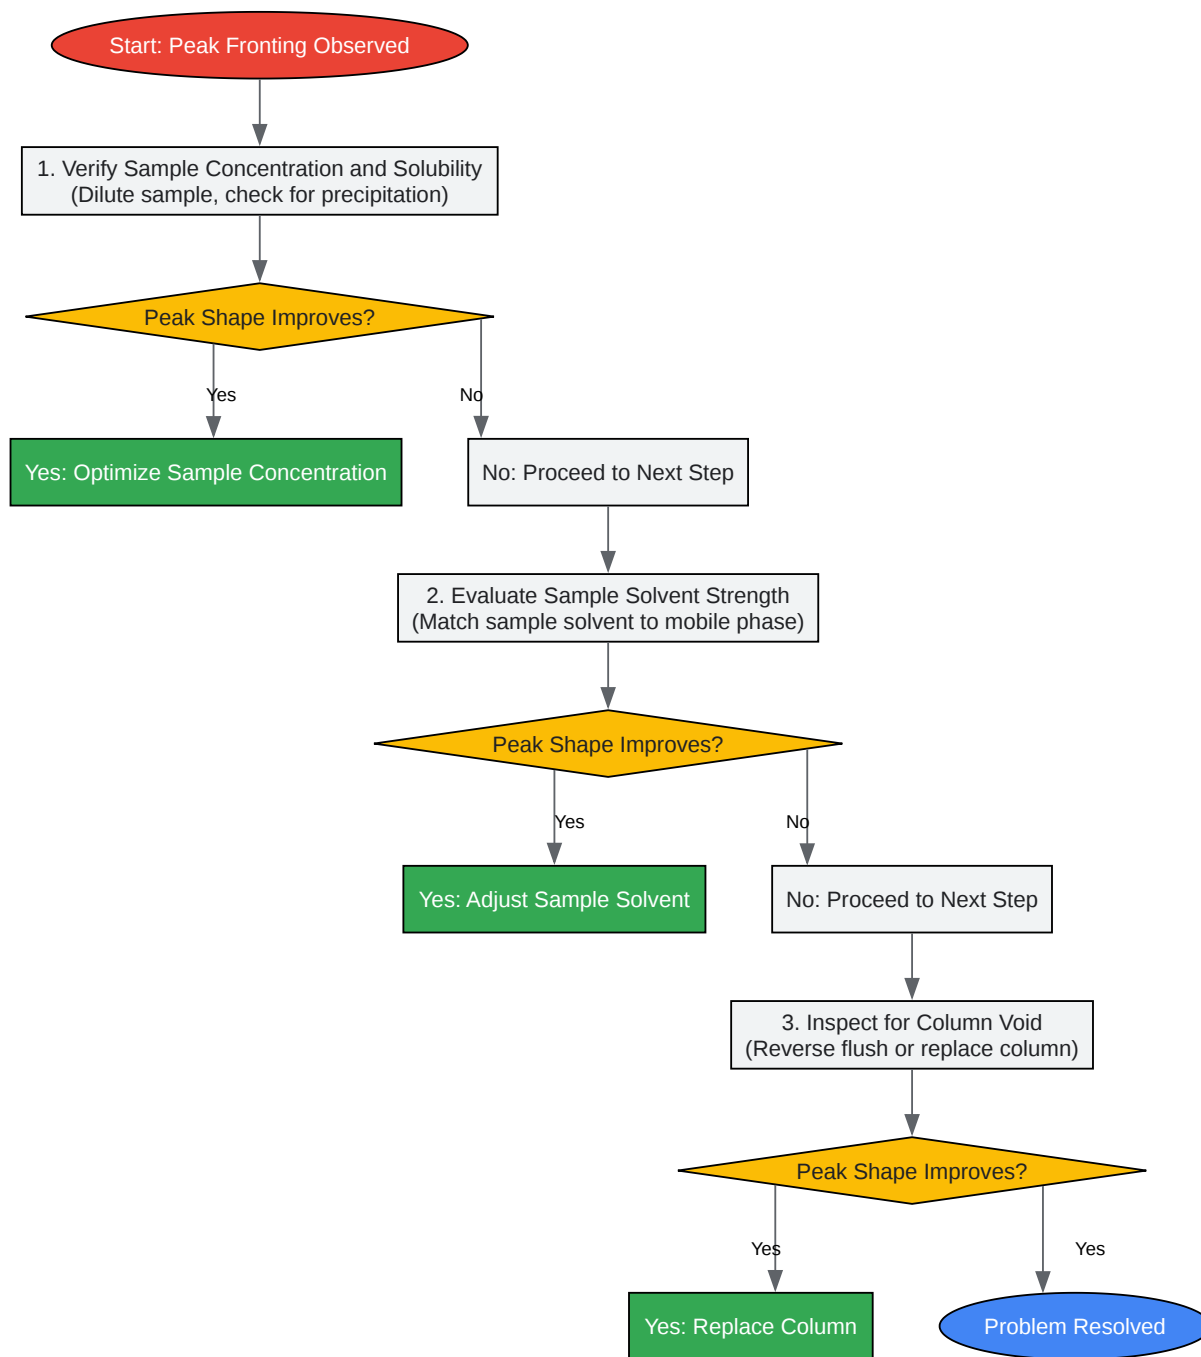 Start: Peak Fronting Observed
1. Verify Sample Concentration and Solubility
(Dilute sample, check for precipitation)
Peak Shape Improves?
Yes
No
Yes: Optimize Sample Concentration
No: Proceed to Next Step
2. Evaluate Sample Solvent Strength
(Match sample solvent to mobile phase)
Peak Shape Improves?
Yes
No
Yes: Adjust Sample Solvent
No: Proceed to Next Step
3. Inspect for Column Void
(Reverse flush or replace column)
Peak Shape Improves?
Yes
Yes
Yes: Replace Column
Problem Resolved